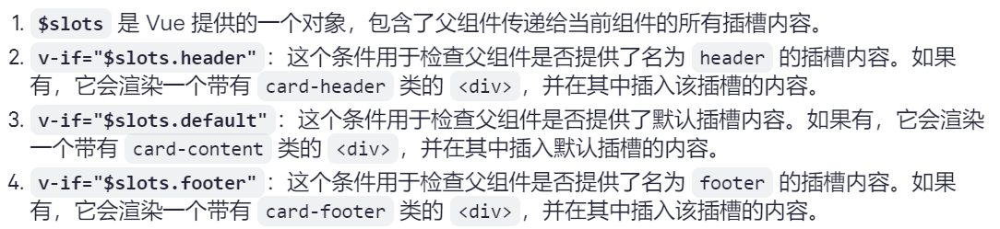 1. $slots 是 Vue 提供的一个对象，包含了父组件传递给当前组件的所有插槽内容。
2. v-if="$slots.header"：这个条件用于检查父组件是否提供了名为 header 的插槽内容。如果
有，它会渲染一个带有 card-header 类的 <div>，并在其中插入该插槽的内容。
3. v-if="$slots.default"：这个条件用于检查父组件是否提供了默认插槽内容。如果有，它会渲染
一个带有 card-content 类的 <div>，并在其中插入默认插槽的内容。
4. v-if="$slots.footer"：这个条件用于检查父组件是否提供了名为 footer 的插槽内容。如果
有，它会渲染一个带有 card-footer 类的 <div>，并在其中插入该插槽的内容。